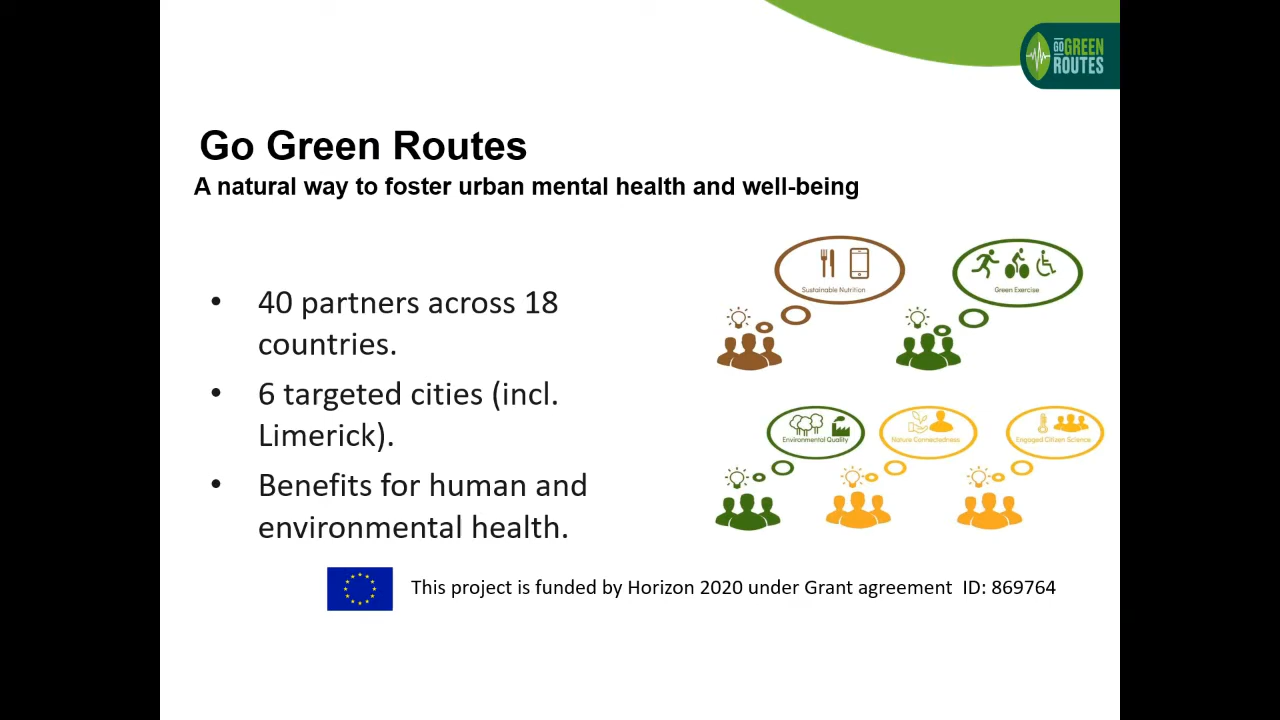 GO GREEN
ROUTES
Go Green Routes
A natural way to foster urban mental health and well-being
• 40 partners across 18
countries.
• 6 targeted cities (incl.
Limerick).
• Benefits for human and
environmental health.
Sustainable Nutrition
Green Exercise
Environmental Quality
Nature Connectedness
Engaged Citizen Science
This project is funded by Horizon 2020 under Grant agreement  ID: 869764